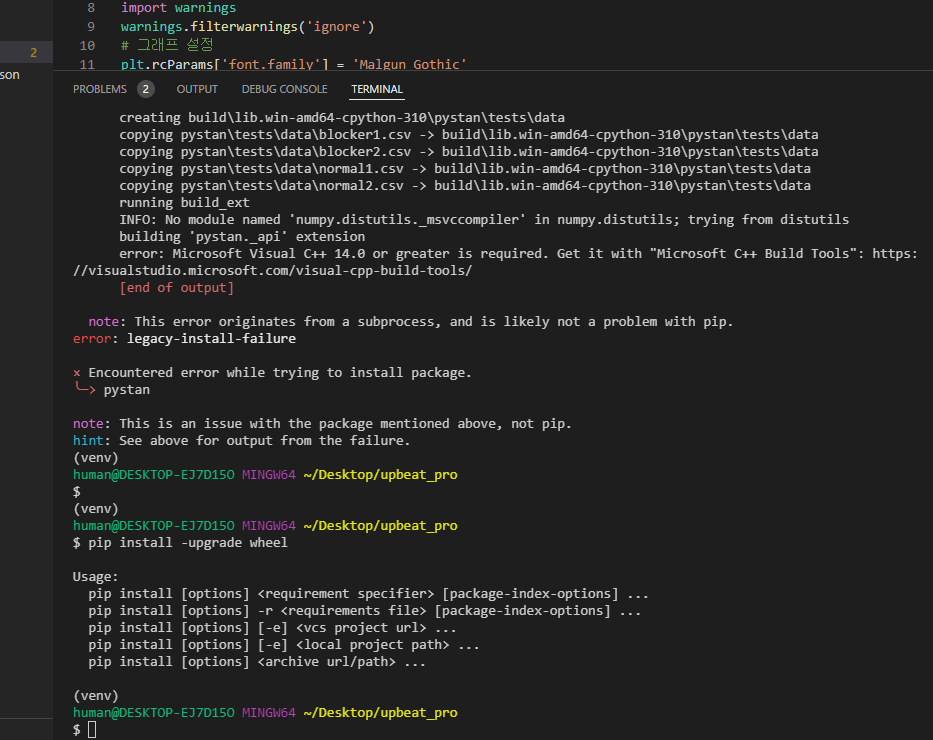 8 import warnings
9 warnings.filterwarnings('ignore')
2
10 # 그래프 설정
son
11 plt.rcParams['font.family'] = 'Malgun Gothic'
PROBLEMS 2 OUTPUT DEBUG CONSOLE TERMINAL
creating build\lib.win-amd64-cpython-310\pystan\tests\data
copying pystan\tests\data\blocker1.csv -> build\lib.win-amd64-cpython-310\pystan\tests\data
copying pystan\tests\data\blocker2.csv -> build\lib.win-amd64-cpython-310\pystan\tests\data
copying pystan\tests\data\normal1.csv -> build\lib.win-amd64-cpython-310\pystan\tests\data
copying pystan\tests\data\normal2.csv -> build\lib.win-amd64-cpython-310\pystan\tests\data
running build_ext
INFO: No module named 'numpy.distutils._msvccompiler' in numpy.distutils; trying from distutils
building 'pystan._api' extension
error: Microsoft Visual C++ 14.0 or greater is required. Get it with "Microsoft C++ Build Tools": https:
//visualstudio.microsoft.com/visual-cpp-build-tools/
[end of output]
note: This error originates from a subprocess, and is likely not a problem with pip.
error: legacy-install-failure
× Encountered error while trying to install package.
╰─> pystan
note: This is an issue with the package mentioned above, not pip.
hint: See above for output from the failure.
(venv)
human@DESKTOP-EJ7D15O MINGW64 ~/Desktop/upbeat_pro
$
(venv)
human@DESKTOP-EJ7D15O MINGW64 ~/Desktop/upbeat_pro
$ pip install -upgrade wheel
Usage:
pip install [options] <requirement specifier> [package-index-options] ...
pip install [options] -r <requirements file> [package-index-options] ...
pip install [options] [-e] <vcs project url> ...
pip install [options] [-e] <local project path> ...
pip install [options] <archive url/path> ...
(venv)
human@DESKTOP-EJ7D15O MINGW64 ~/Desktop/upbeat_pro
$